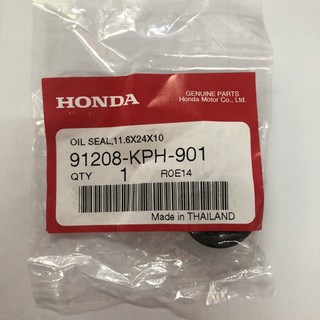 HONDA
GENUINE PARTS
Honda Motor Co., Ltd.
OIL SEAL,11.6X24X10
91208-KPH-901
QTY 1 R0E14
Made in THAILAND